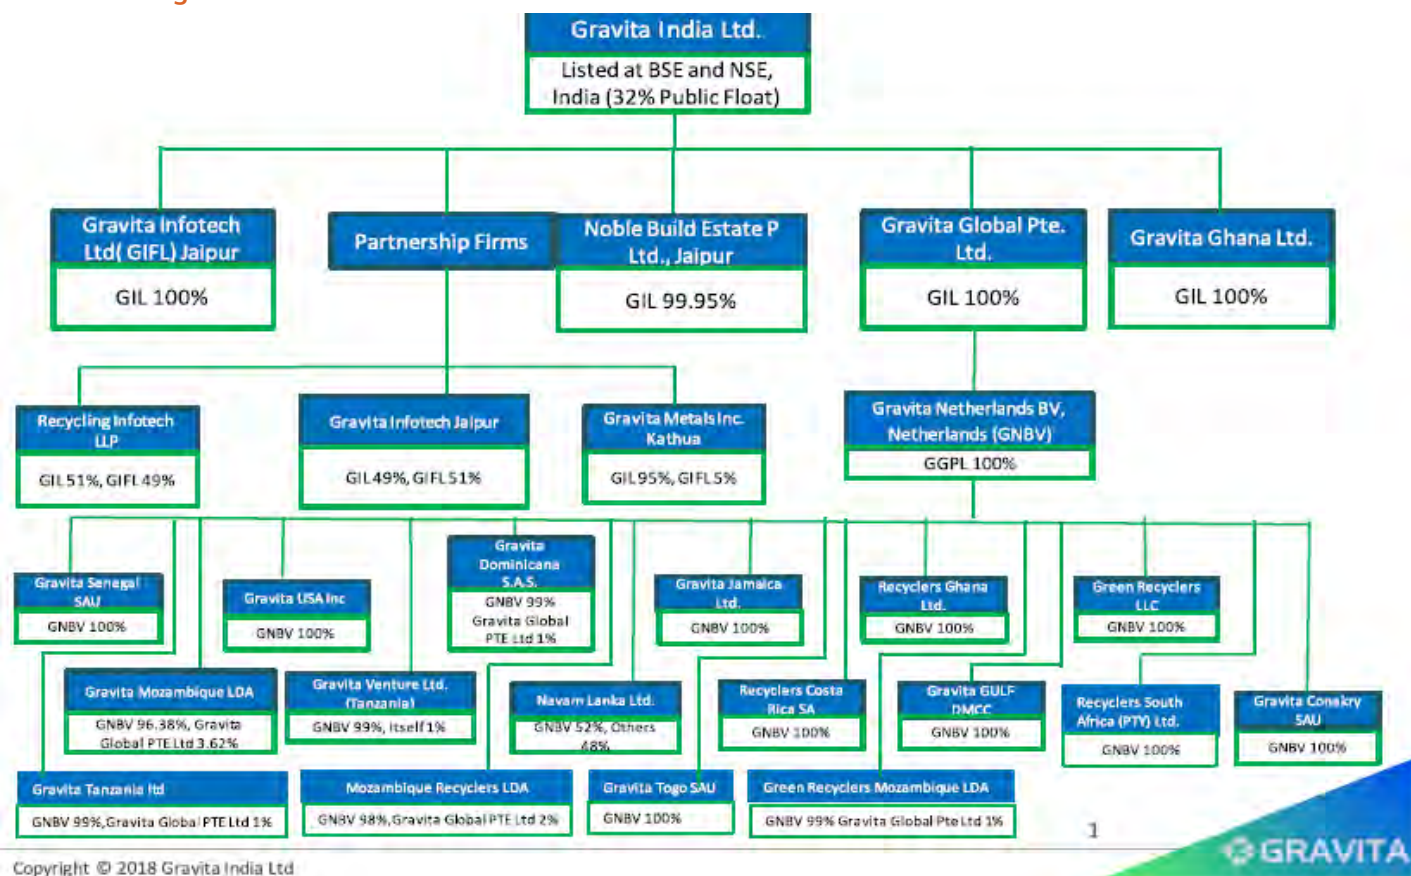 Gravita India Ltd.
Listed at BSE and NSE,
India (32% Public Float)
Gravita Infotech
Ltd( GIFL) Jaipur
GIL 100%
Partnership Firms
Noble Build Estate P
Ltd., Jaipur
GIL 99.95%
Gravita Global Pte.
Ltd.
GIL 100%
Gravita Ghana Ltd.
GIL 100%
Recycling Infotech
LLP
GIL 51%, GIFL 49%
Gravita Infotech Jaipur
GIL 49%, GIFL 51%
Gravita Metals Inc.
Kathua
GIL 95%, GIFL 5%
Gravita Netherlands BV,
Netherlands (GNBV)
GGPL 100%
Gravita Senegal
SAU
GNBV 100%
Gravita USA Inc
GNBV 100%
Gravita
Dominicana
S.A.S.
GNBV 99%
Gravita Global
PTE Ltd 1%
Gravita Jamaica
Ltd.
GNBV 100%
Recyclers Ghana
Ltd.
GNBV 100%
Green Recyclers
LLC
GNBV 100%
Gravita Mozambique LDA
GNBV 96.38%, Gravita
Global PTE Ltd 3.62%
Gravita Venture Ltd.
(Tanzania)
GNBV 99%, Itself 1%
Navam Lanka Ltd.
GNBV 52%, Others
48%
Recyclers Costa
Rica SA
GNBV 100%
Gravita GULF
DMCC
GNBV 100%
Recyclers South
Africa (PTY) Ltd.
GNBV 100%
Gravita Conakry
SAU
GNBV 100%
Gravita Tanzania ltd
GNBV 99%,Gravita Global PTE Ltd 1%
Mozambique Recyclers LDA
GNBV 98%,Gravita Global PTE Ltd 2%
Gravita Togo SAU
GNBV 100%
Green Recyclers Mozambique LDA
GNBV 99% Gravita Global Pte Ltd 1%
1
GRAVITA
Copyright © 2018 Gravita India Ltd